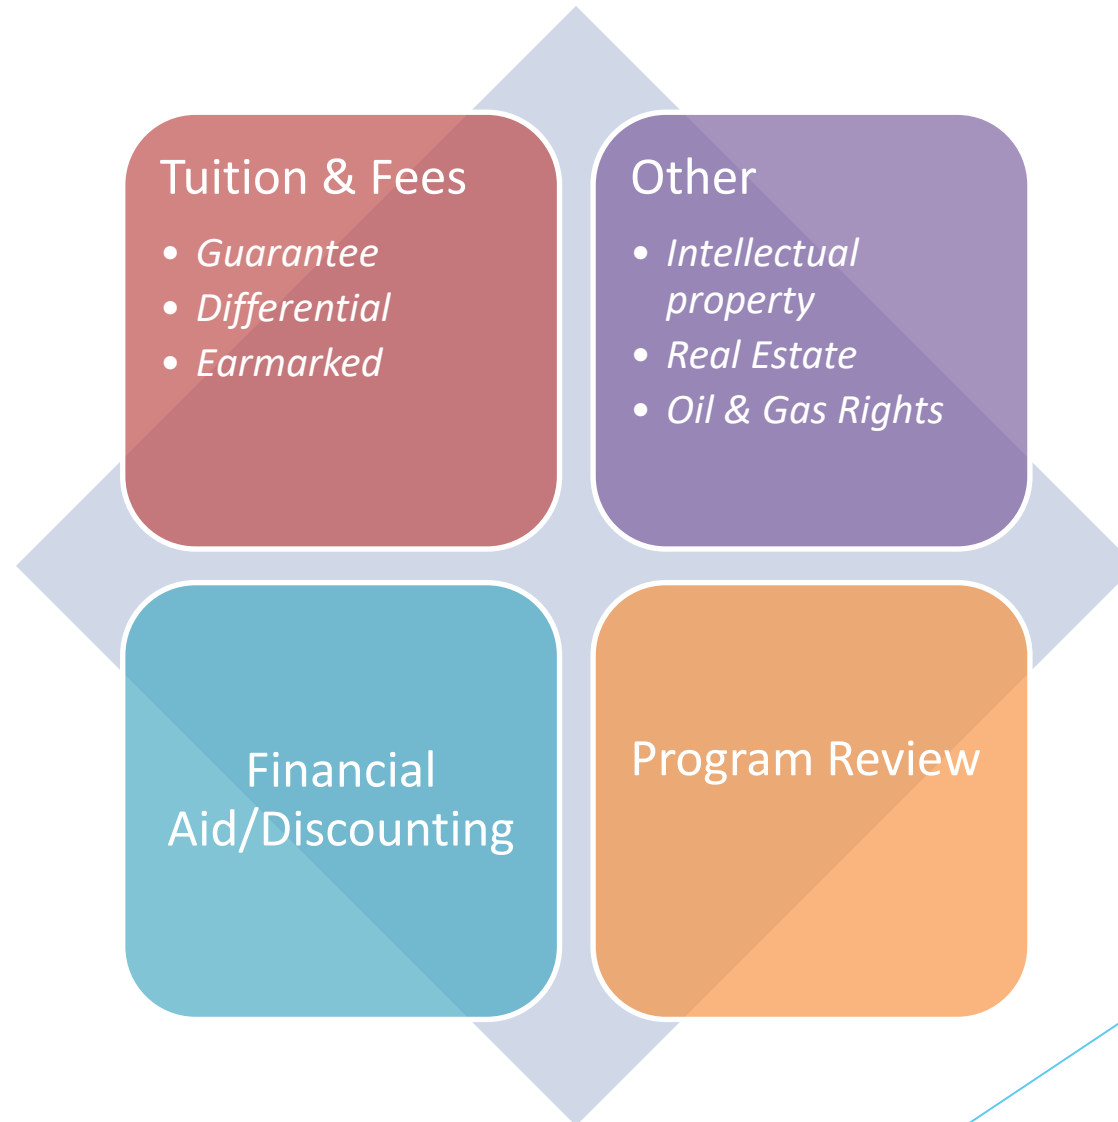 Tuition & Fees
• Guarantee
• Differential
• Earmarked
Other
• Intellectual
property
• Real Estate
• Oil & Gas Rights
Financial
Aid/Discounting
Program Review